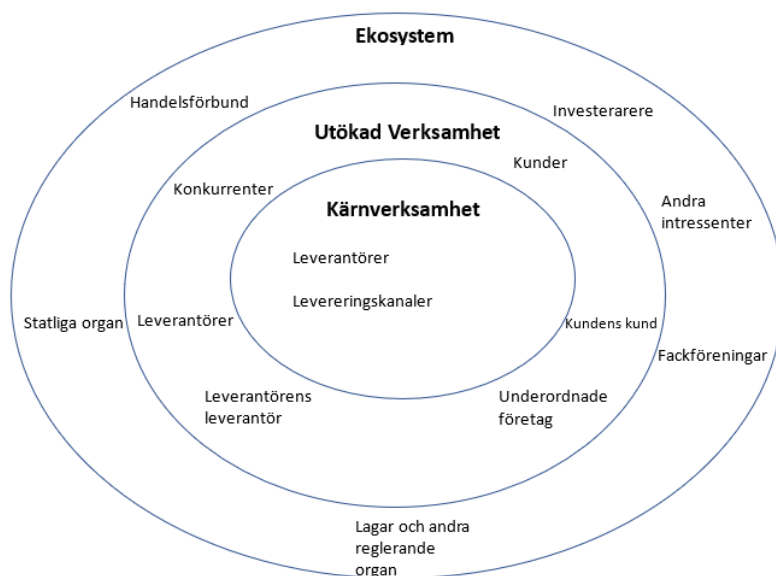 Ekosystem
Handelsförbund
Investerarere
Utökad Verksamhet
Kunder
Konkurrenter
Andra
intressenter
Kärnverksamhet
Leverantörer
Levereringskanaler
Statliga organ
Leverantörer
Kundens kund
Fackföreningar
Leverantörens
leverantör
Underordnade
företag
Lagar och andra
reglerande
organ